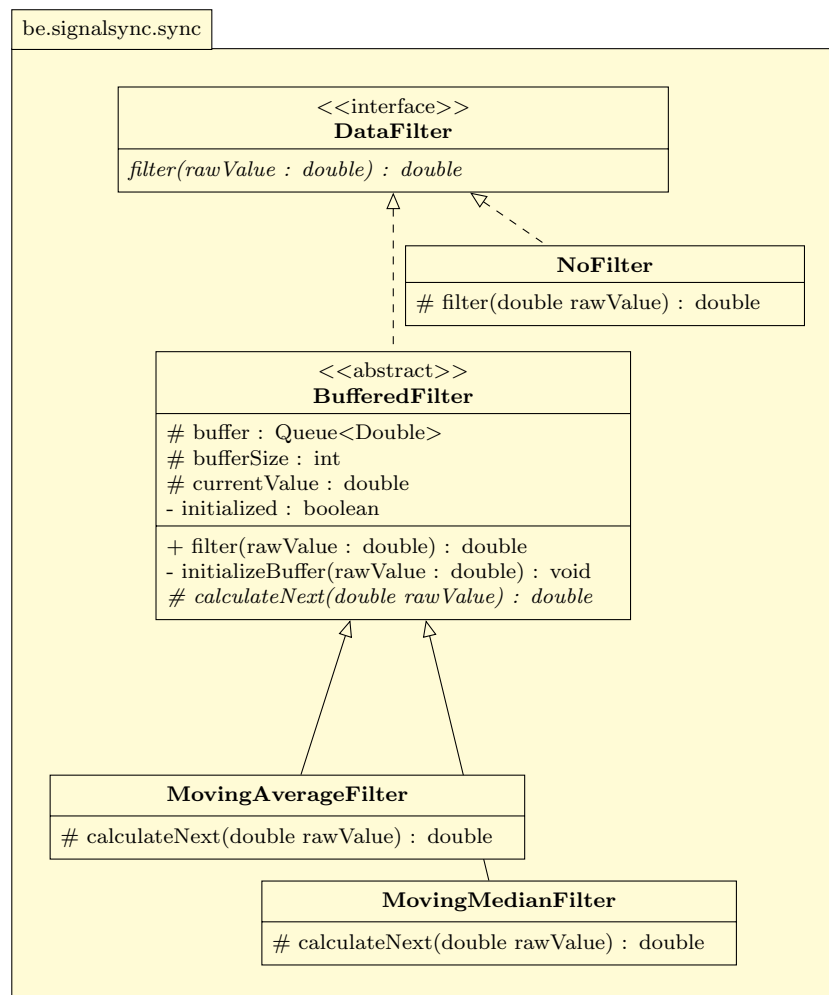 be.signalsync.sync
<<interface>>
DataFilter
filter(rawValue : double) : double
NoFilter
# filter(double rawValue) : double
<<abstract>>
BufferedFilter
# buffer : Queue<Double>
# bufferSize : int
# currentValue : double
- initialized : boolean
+ filter(rawValue : double) : double
- initializeBuffer(rawValue : double) : void
# calculateNext(double rawValue) : double
MovingAverageFilter
# calculateNext(double rawValue) : double
MovingMedianFilter
# calculateNext(double rawValue) : double